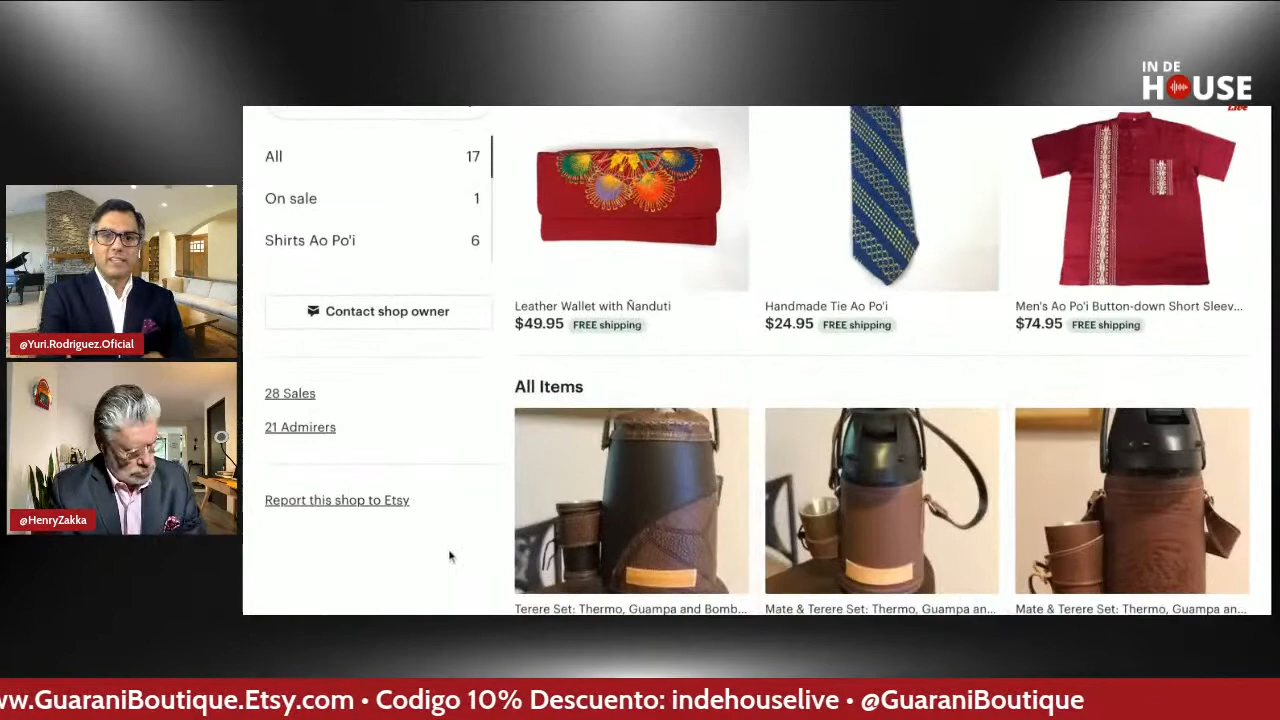 IN DE
HOUSE
Live
All 17
On sale 1
Shirts Ao Po'i 6
Contact shop owner
28 Sales
21 Admirers
Report this shop to Etsy
Leather Wallet with Ñanduti
$49.95 FREE shipping
Handmade Tie Ao Po'i
$24.95 FREE shipping
Men's Ao Po'i Button-down Short Sleev...
$74.95 FREE shipping
All Items
Terere Set: Thermo, Guampa and Bomb...
Mate & Terere Set: Thermo, Guampa an...
Mate & Terere Set: Thermo, Guampa an...
@Yuri.Rodriguez.Oficial
@HenryZakka
w.GuaraniBoutique.Etsy.com • Codigo 10% Descuento: indehouselive • @GuaraniBoutique